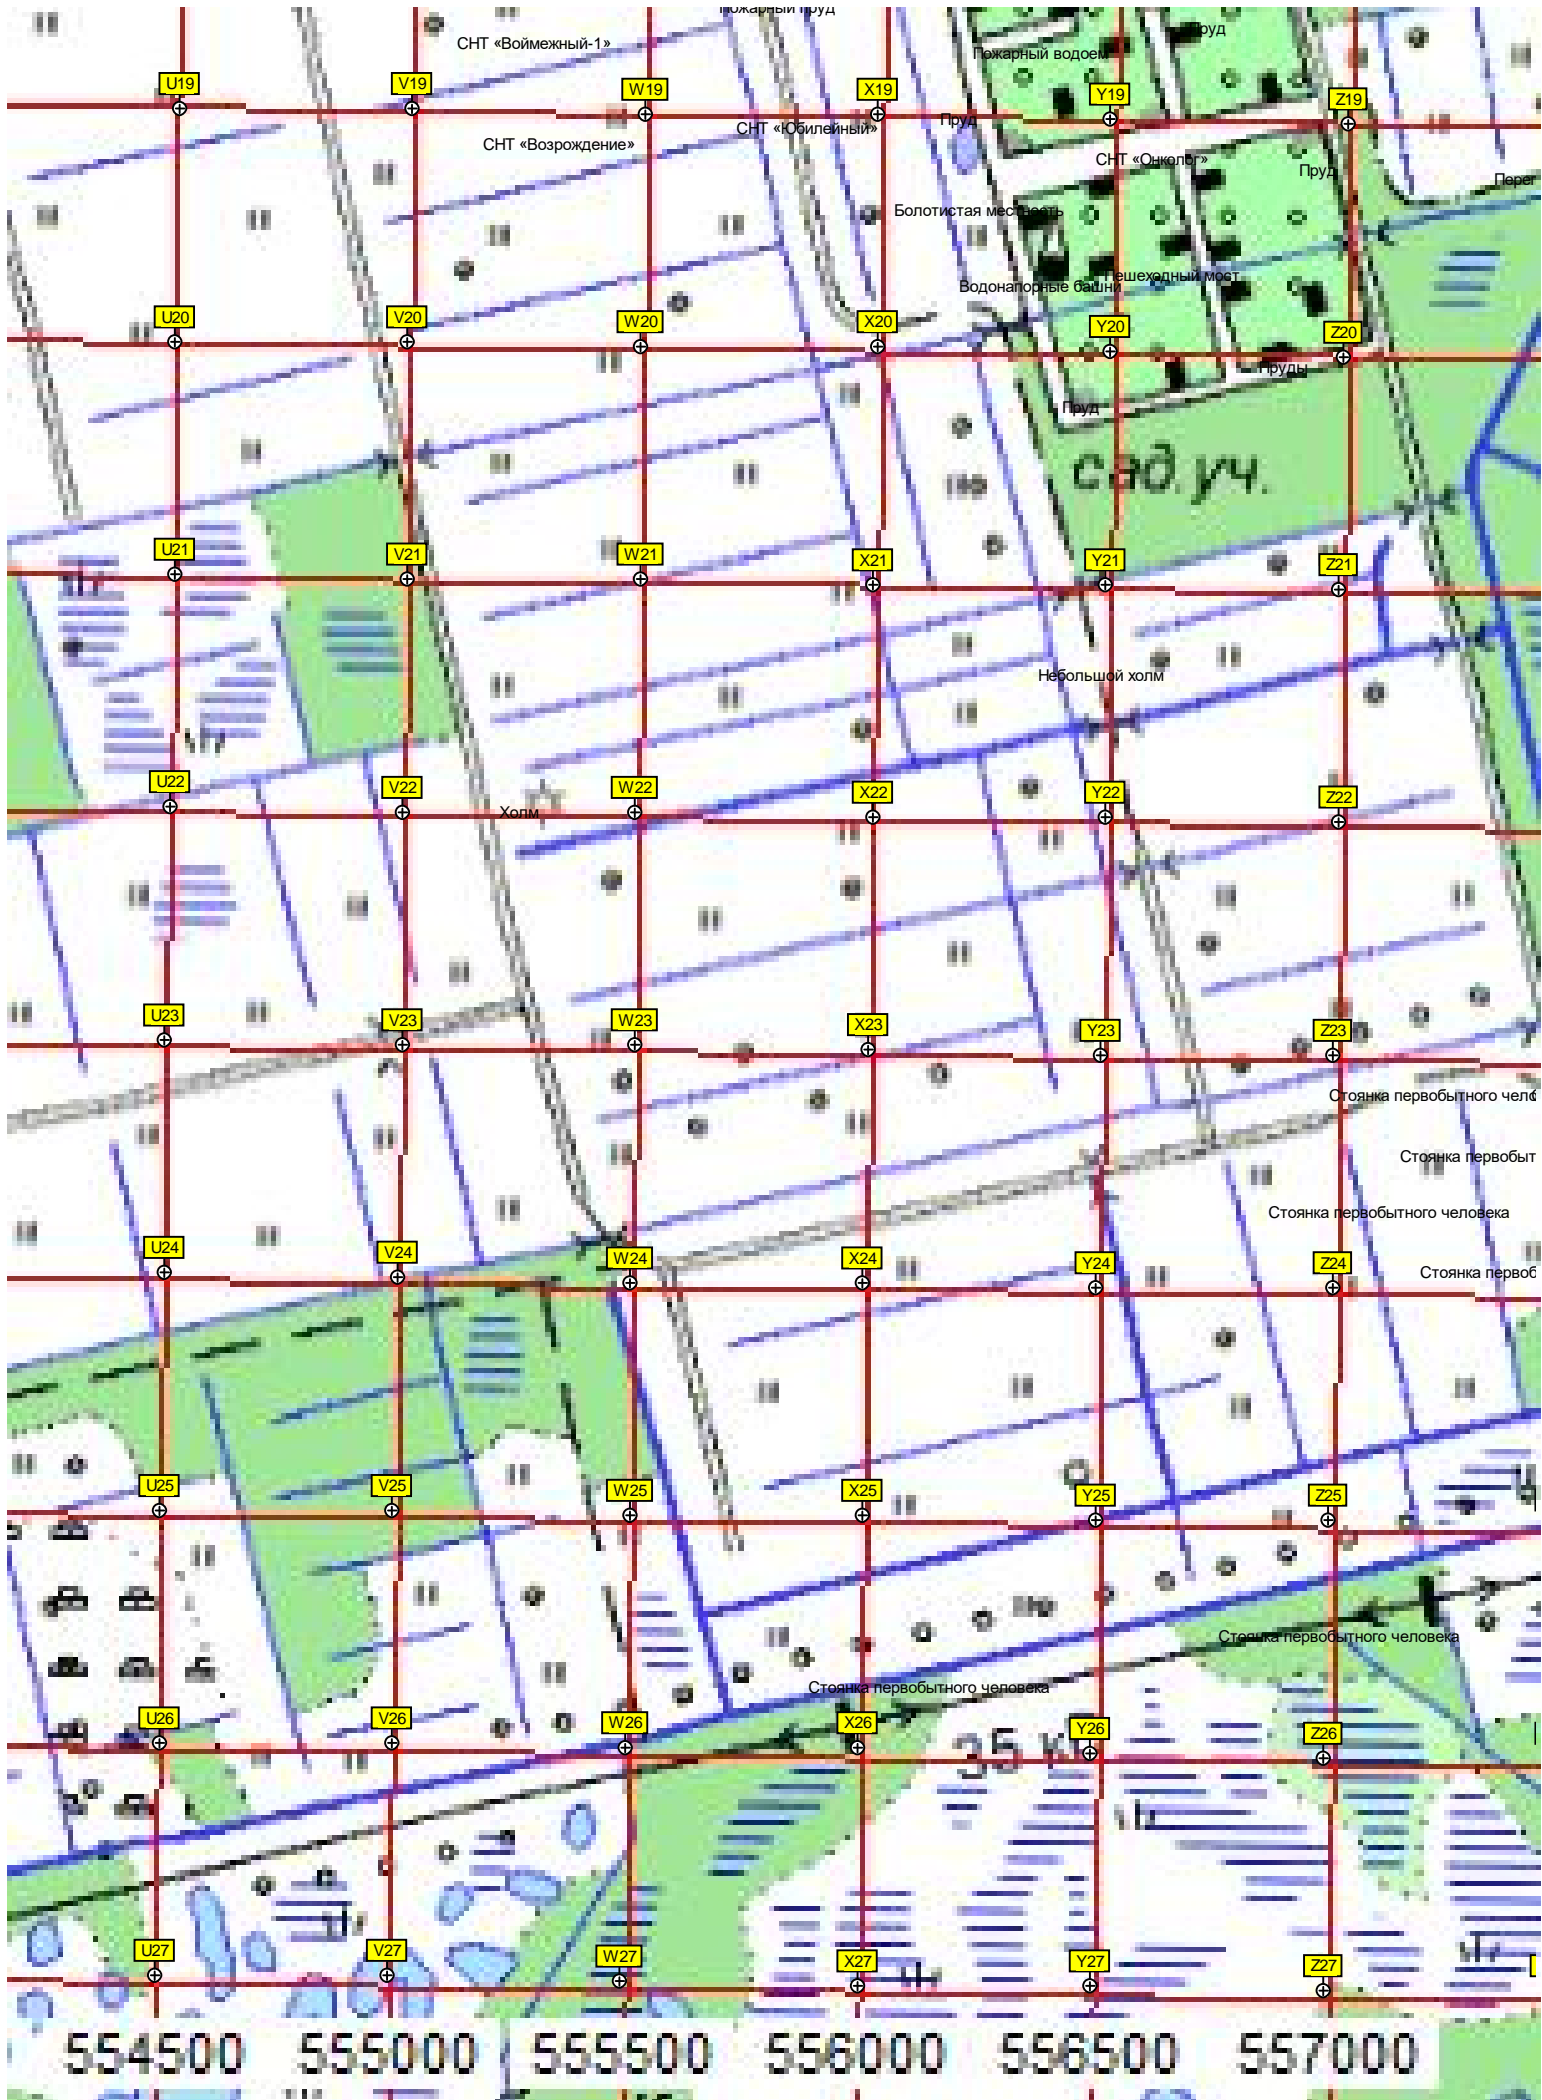 Пожарный пруд
СНТ «Воймежный-1»
Пруд
Пожарный водоем
U19
V19
W19
X19
Y19
Z19
СНТ «Возрождение»
СНТ «Юбилейный»
Пруд
СНТ «Онколог»
Пруд
Болотистая местность
Пешеходный мост
Водонапорные башни
U20
V20
W20
X20
Y20
Z20
Пруды
Пруд
сад. уч.
U21
V21
W21
X21
Y21
Z21
Небольшой холм
U22
V22
W22
X22
Y22
Z22
Холм
U23
V23
W23
X23
Y23
Z23
Стоянка первобытного чело
Стоянка первобыт
Стоянка первобытного человека
U24
V24
W24
X24
Y24
Z24
Стоянка первоб
U25
V25
W25
X25
Y25
Z25
Стоянка первобытного человека
Стоянка первобытного человека
U26
V26
W26
X26
Y26
Z26
35
U27
V27
W27
X27
Y27
Z27
554500 555000 555500 556000 556500 557000